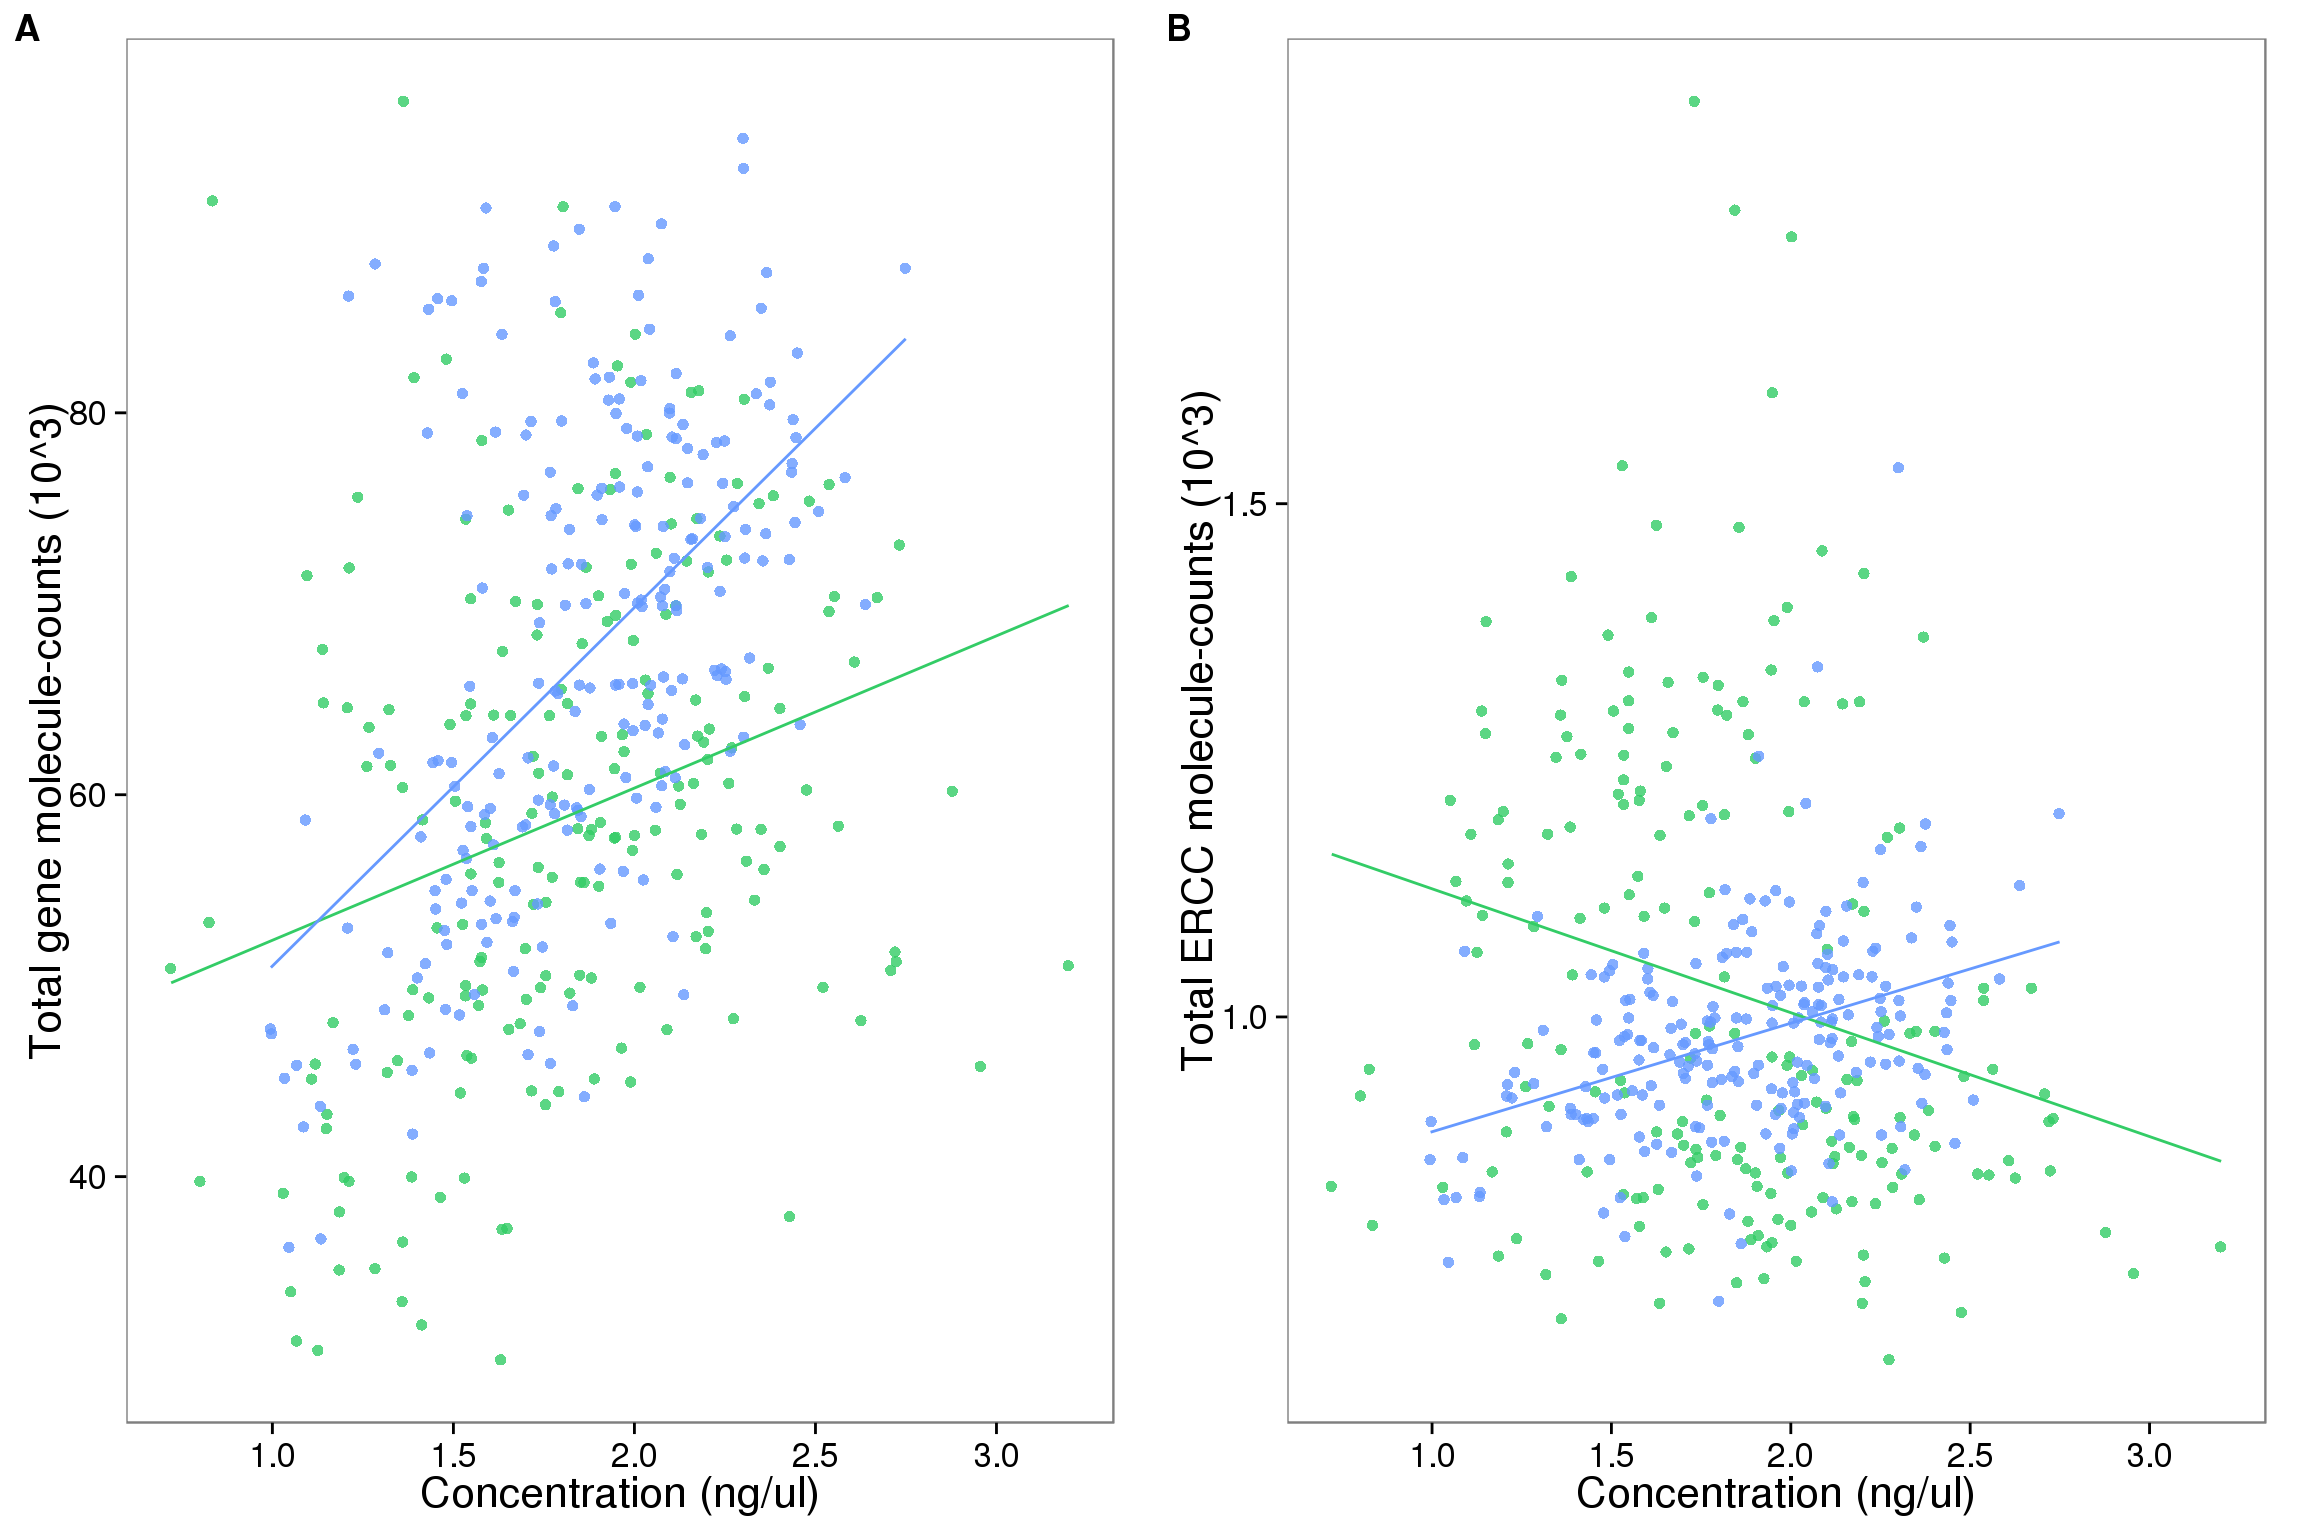 A
Total gene molecule-counts (10^3)
80
60
40
1.0 1.5 2.0 2.5 3.0
Concentration (ng/ul)
B
Total ERCC molecule-counts (10^3)
1.5
1.0
1.0 1.5 2.0 2.5 3.0
Concentration (ng/ul)